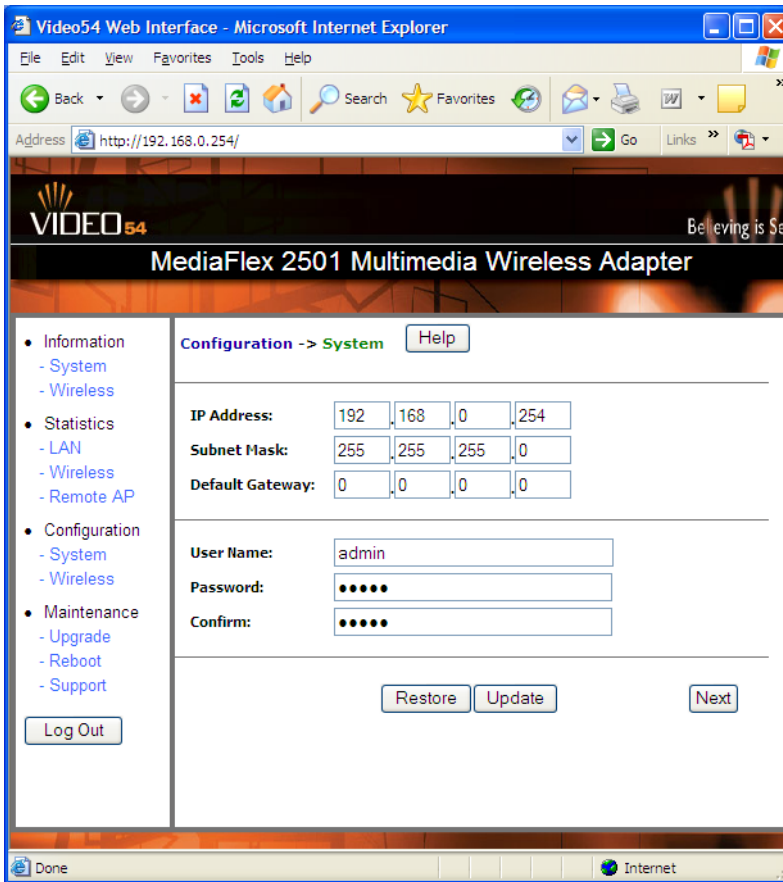 Video54 Web Interface - Microsoft Internet Explorer
File Edit View Favorites Tools Help
Back Search Favorites
Address http://192.168.0.254/ Go Links »
VIDEO54
Believing is Se
MediaFlex 2501 Multimedia Wireless Adapter
• Information
- System
- Wireless
• Statistics
- LAN
- Wireless
- Remote AP
• Configuration
- System
- Wireless
• Maintenance
- Upgrade
- Reboot
- Support
Log Out
Configuration -> System Help
IP Address: 192 . 168 . 0 . 254
Subnet Mask: 255 . 255 . 255 . 0
Default Gateway: 0 . 0 . 0 . 0
User Name: admin
Password: •••••
Confirm: •••••
Restore Update Next
Done Internet